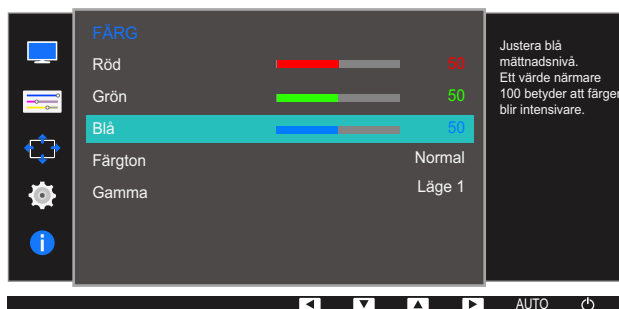 FÄRG
Röd 50
Grön 50
Blå 50
Färgton Normal
Gamma Läge 1
Justera blå
mättnadsnivå.
Ett värde närmare
100 betyder att färger
blir intensivare.
AUTO